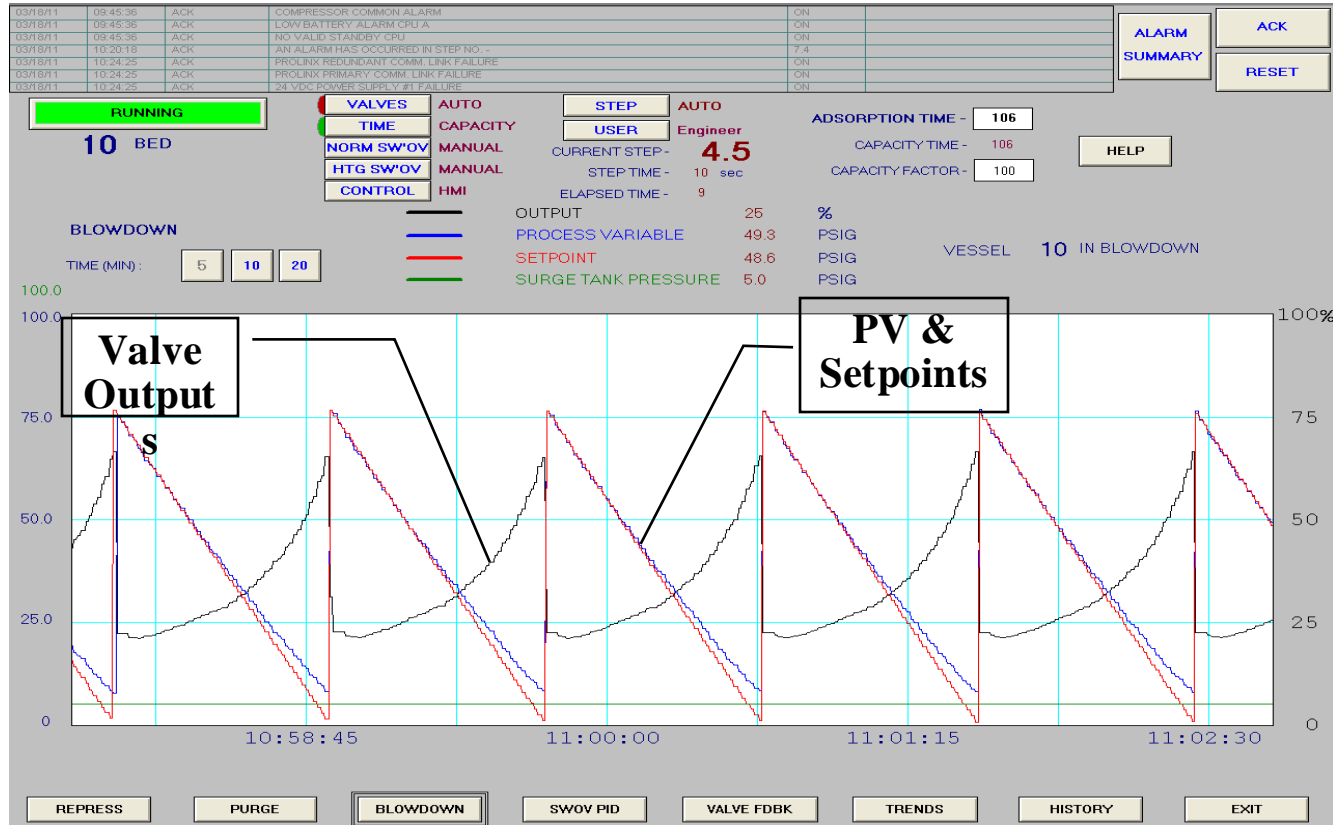 03/18/11 09:45:36 ACK COMPRESSOR COMMON ALARM ON
03/18/11 09:45:36 ACK LOW BATTERY ALARM CPU A ON
03/18/11 09:45:36 ACK NO VALID STANDBY CPU ON
03/18/11 10:20:18 ACK AN ALARM HAS OCCURRED IN STEP NO. - 7.4
03/18/11 10:24:25 ACK PROLINX REDUNDANT COMM. LINK FAILURE ON
03/18/11 10:24:25 ACK PROLINX PRIMARY COMM. LINK FAILURE ON
03/18/11 10:24:25 ACK 24 VDC POWER SUPPLY #1 FAILURE ON
ALARM
SUMMARY
ACK
RESET
RUNNING
10 BED
VALVES AUTO
TIME CAPACITY
NORM SW'OV MANUAL
HTG SW'OV MANUAL
CONTROL HMI
STEP AUTO
USER Engineer
CURRENT STEP- 4.5
STEP TIME - 10 sec
ELAPSED TIME - 9
ADSORPTION TIME - 106
CAPACITY TIME - 106
CAPACITY FACTOR - 100
HELP
BLOWDOWN
TIME (MIN) : 5 10 20
OUTPUT 25 %
PROCESS VARIABLE 49.3 PSIG
SETPOINT 48.6 PSIG
SURGE TANK PRESSURE 5.0 PSIG
VESSEL 10 IN BLOWDOWN
100.0
100.0
75.0
50.0
25.0
0
Valve
Output
s
PV &
Setpoints
100%
75
50
25
0
10:58:45 11:00:00 11:01:15 11:02:30
REPRESS PURGE BLOWDOWN SWOV PID VALVE FDBK TRENDS HISTORY EXIT